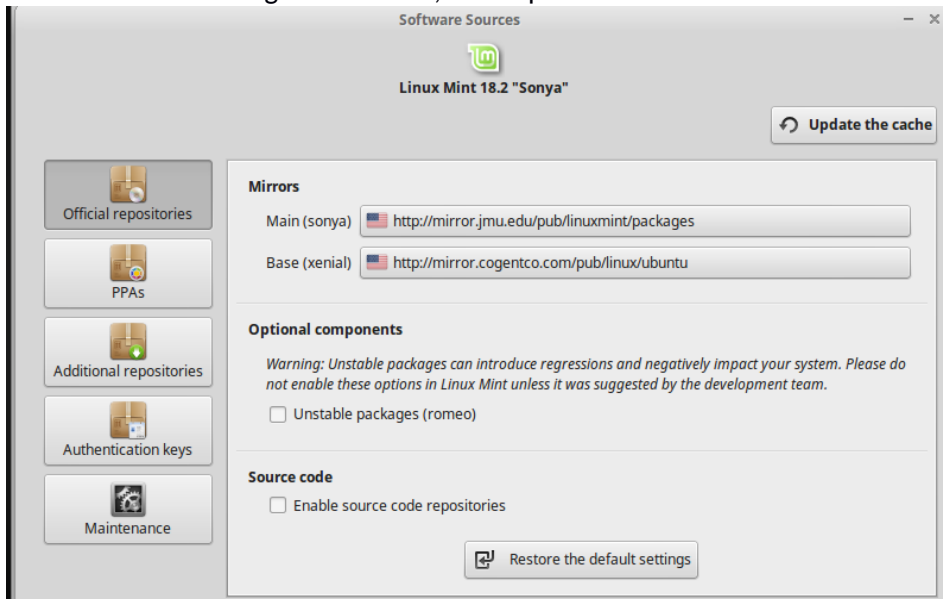 Software Sources
Linux Mint 18.2 "Sonya"
Update the cache
Official repositories
PPAs
Additional repositories
Authentication keys
Maintenance
Mirrors
Main (sonya) http://mirror.jmu.edu/pub/linuxmint/packages
Base (xenial) http://mirror.cogentco.com/pub/linux/ubuntu
Optional components
Warning: Unstable packages can introduce regressions and negatively impact your system. Please do
not enable these options in Linux Mint unless it was suggested by the development team.
Unstable packages (romeo)
Source code
Enable source code repositories
Restore the default settings